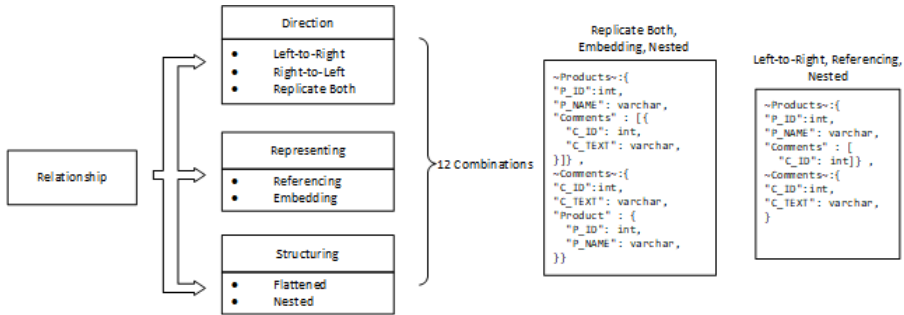 Relationship
Direction
• Left-to-Right
• Right-to-Left
• Replicate Both
Representing
• Referencing
• Embedding
Structuring
• Flattened
• Nested
12 Combinations
Replicate Both,
Embedding, Nested
~Products~:{
"P_ID":int,
"P_NAME": varchar,
"Comments" : [{
"C_ID": int,
"C_TEXT": varchar,
}]} ,
~Comments~:{
"C_ID":int,
"C_TEXT": varchar,
"Product" : {
"P_ID": int,
"P_NAME": varchar,
}}
Left-to-Right, Referencing,
Nested
~Products~:{
"P_ID":int,
"P_NAME": varchar,
"Comments" : [
"C_ID": int]} ,
~Comments~:{
"C_ID":int,
"C_TEXT": varchar,
}